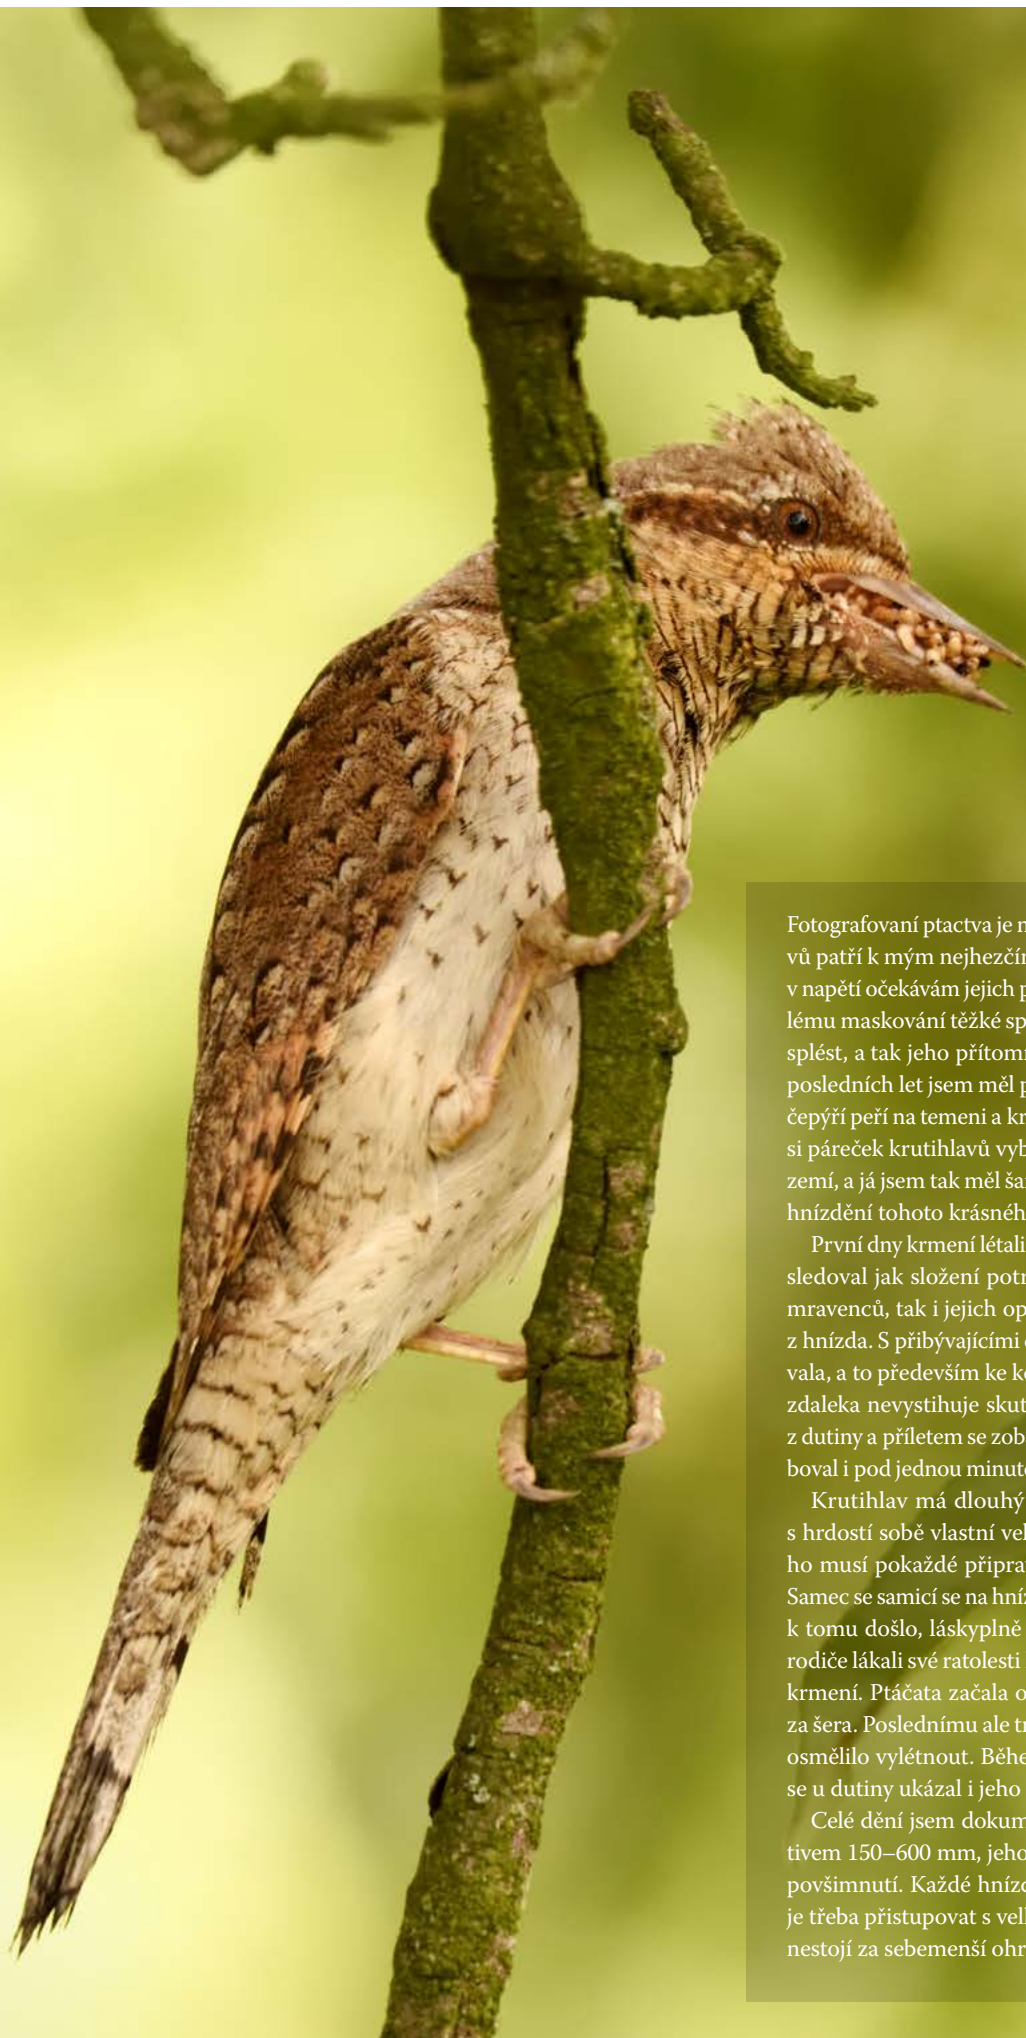 Fotografovaní ptactva je n
vů patří k mým nejhezčín
v napětí očekávám jejich p
lému maskování těžké sp
splést, a tak jeho přítomn
posledních let jsem měl p
čepýří peří na temeni a kr
si páreček krutihlavů vyb
zemí, a já jsem tak měl šan
hnízdění tohoto krásnéh
První dny krmení létali
sledoval jak složení potr
mravenců, tak i jejich op
z hnízda. S přibývajícími
vala, a to především ke ko
zdaleka nevystihuje skut
z dutiny a příletem se zob
boval i pod jednou minuto
Krutihlav má dlouhý
s hrdostí sobě vlastní vel
ho musí pokaždé připrav
Samec se samicí se na hníz
k tomu došlo, láskyplně
rodiče lákali své ratolesti
krmení. Ptáčata začala o
za šera. Poslednímu ale tr
osmělilo vylétnout. Běhe
se u dutiny ukázal i jeho
Celé dění jsem dokum
tivem 150–600 mm, jeho
povšimnutí. Každé hnízd
je třeba přistupovat s vel
nestojí za sebemenší ohr